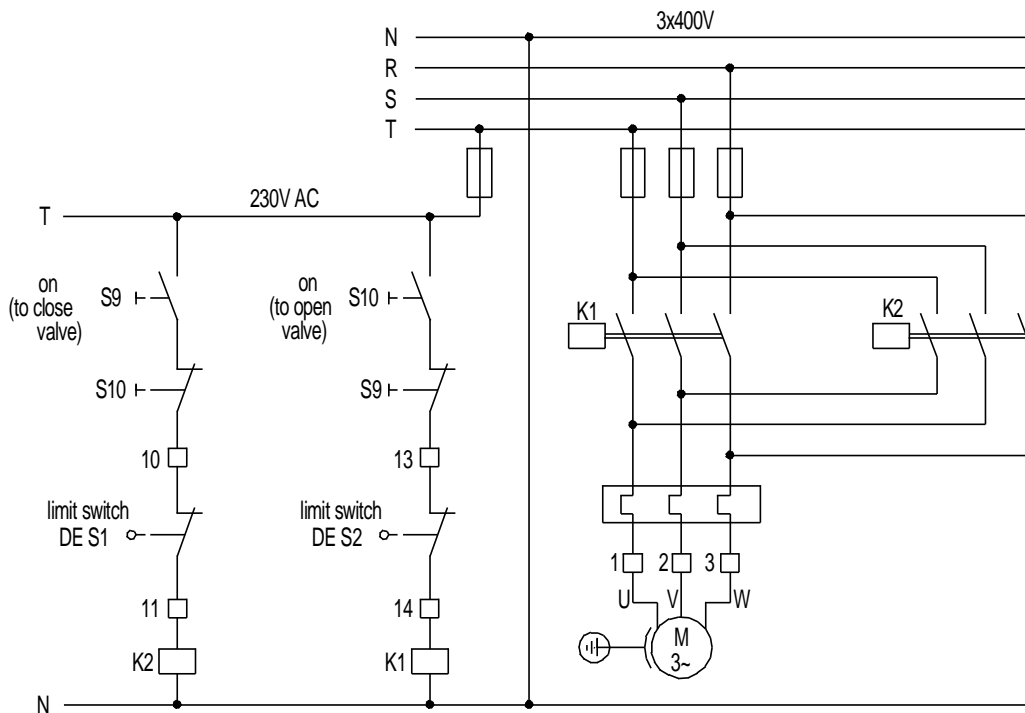 3x400V
N
R
S
T
230V AC
T
on
(to close
valve)
S9
on
(to open
valve)
S10
K1
K2
S10
S9
10
13
limit switch
DE S1
limit switch
DE S2
1
2
3
11
14
U
V
W
M
3~
K2
K1
N